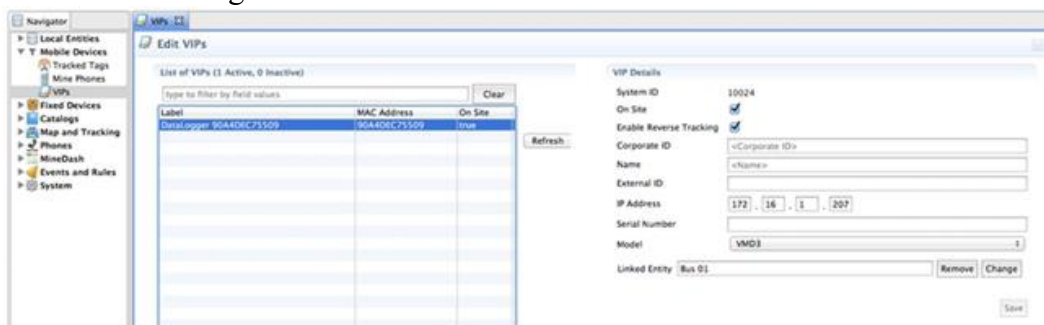 Navigator
Local Entities
Mobile Devices
Tracked Tags
Mine Phones
VIPs
Fixed Devices
Catalogs
Map and Tracking
Phones
MineDash
Events and Rules
System
VIPs
Edit VIPs
List of VIPs (1 Active, 0 Inactive)
type to filter by field values
Clear
Label MAC Address On Site
DataLogger 90A4DEC75509 90A4DEC75509 true
Refresh
VIP Details
System ID 10024
On Site
Enable Reverse Tracking
Corporate ID <Corporate ID>
Name <Name>
External ID
IP Address 172 . 16 . 1 . 207
Serial Number
Model VMD3
Linked Entity Bus 01 Remove Change
Save